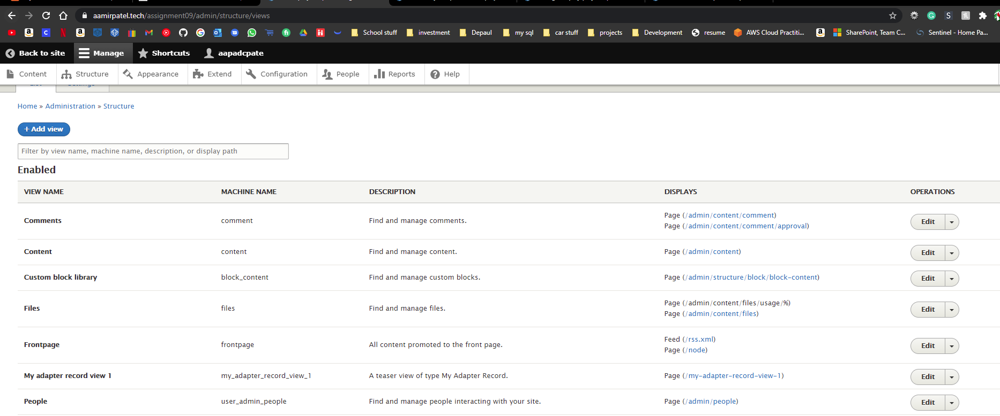 aamirpatel.tech/assignment09/admin/structure/views
School stuff investment Depaul my sql car stuff projects Development resume AWS Cloud Practiti... SharePoint, Team C... Sentinel - Home Pa...
Back to site Manage Shortcuts aapadcpate
Content Structure Appearance Extend Configuration People Reports Help
List Settings
Home » Administration » Structure
+ Add view
Filter by view name, machine name, description, or display path
Enabled
VIEW NAME MACHINE NAME DESCRIPTION DISPLAYS OPERATIONS
Comments comment Find and manage comments. Page (/admin/content/comment) Edit
Page (/admin/content/comment/approval)
Content content Find and manage content. Page (/admin/content) Edit
Custom block library block_content Find and manage custom blocks. Page (/admin/structure/block/block-content) Edit
Files files Find and manage files. Page (/admin/content/files/usage/%) Edit
Page (/admin/content/files)
Frontpage frontpage All content promoted to the front page. Feed (/rss.xml) Edit
Page (/node)
My adapter record view 1 my_adapter_record_view_1 A teaser view of type My Adapter Record. Page (/my-adapter-record-view-1) Edit
People user_admin_people Find and manage people interacting with your site. Page (/admin/people) Edit